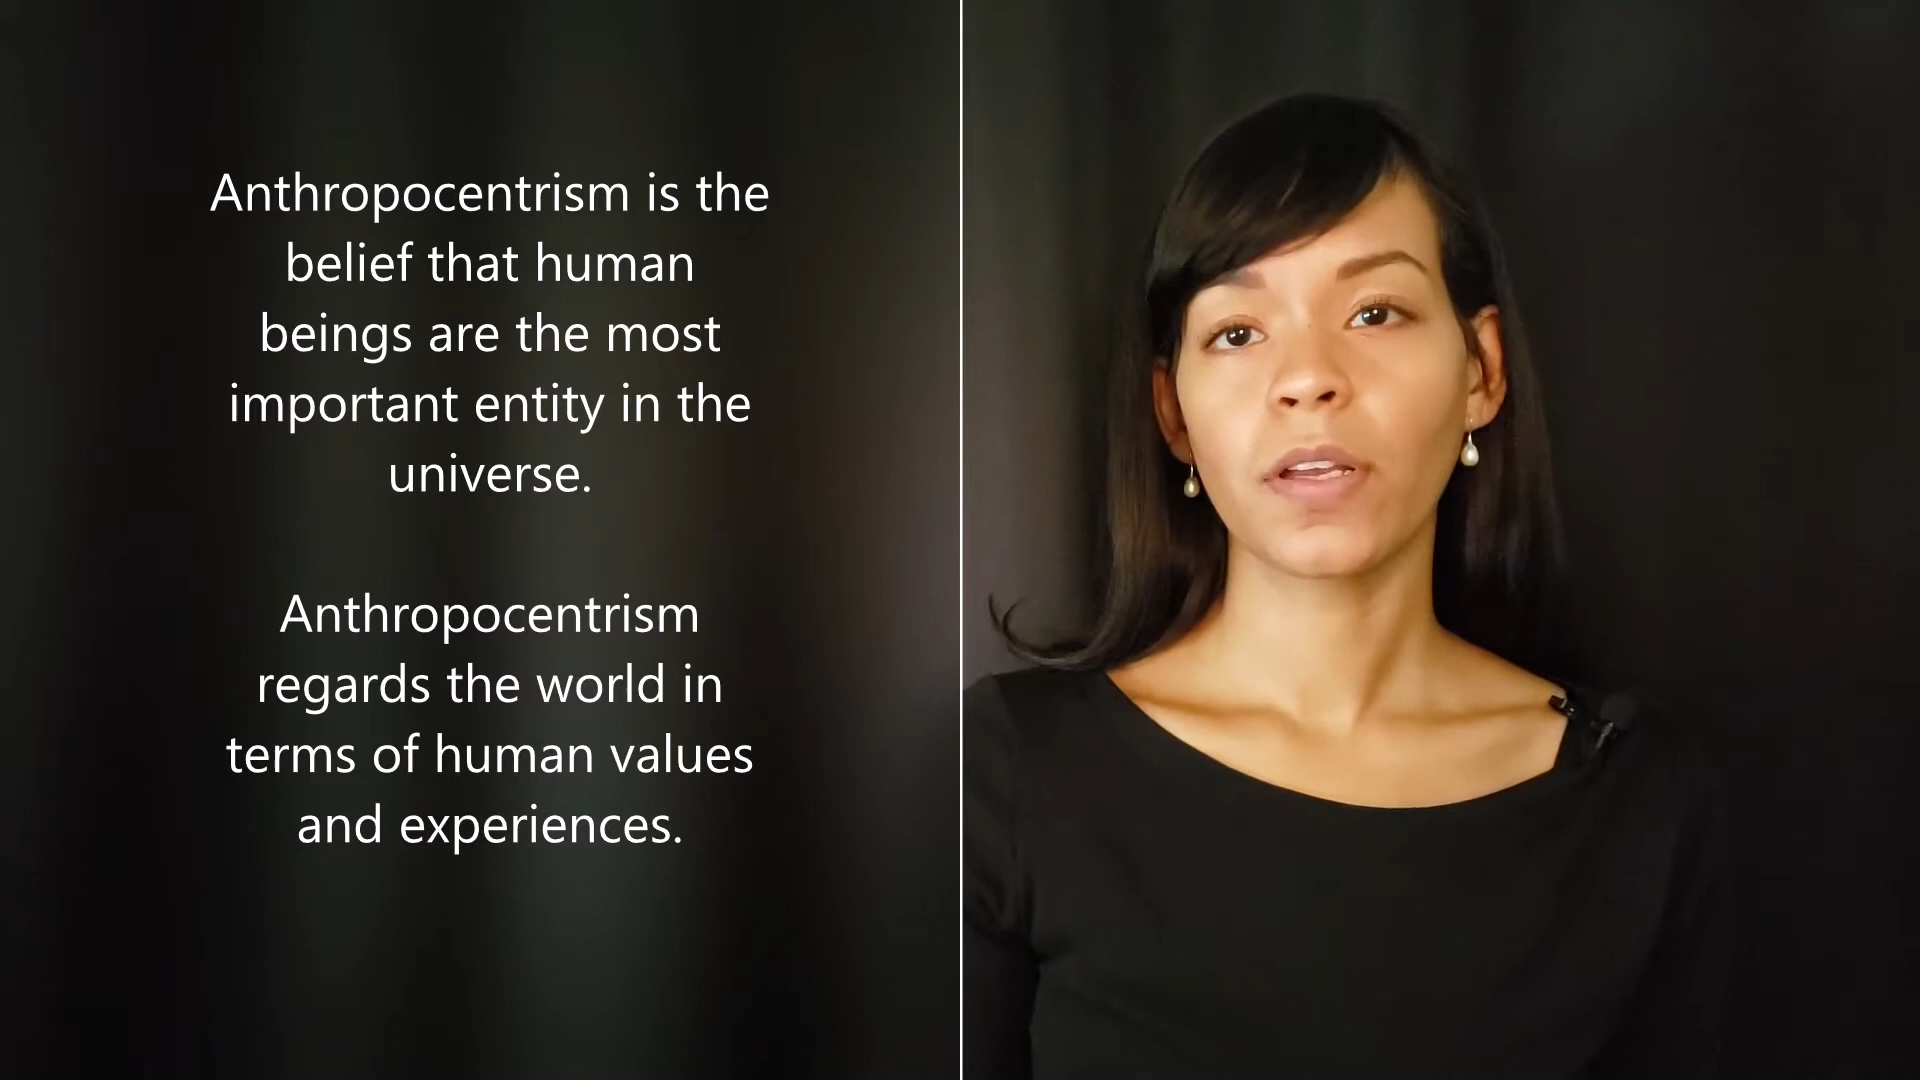 Anthropocentrism is the
belief that human
beings are the most
important entity in the
universe.
Anthropocentrism
regards the world in
terms of human values
and experiences.